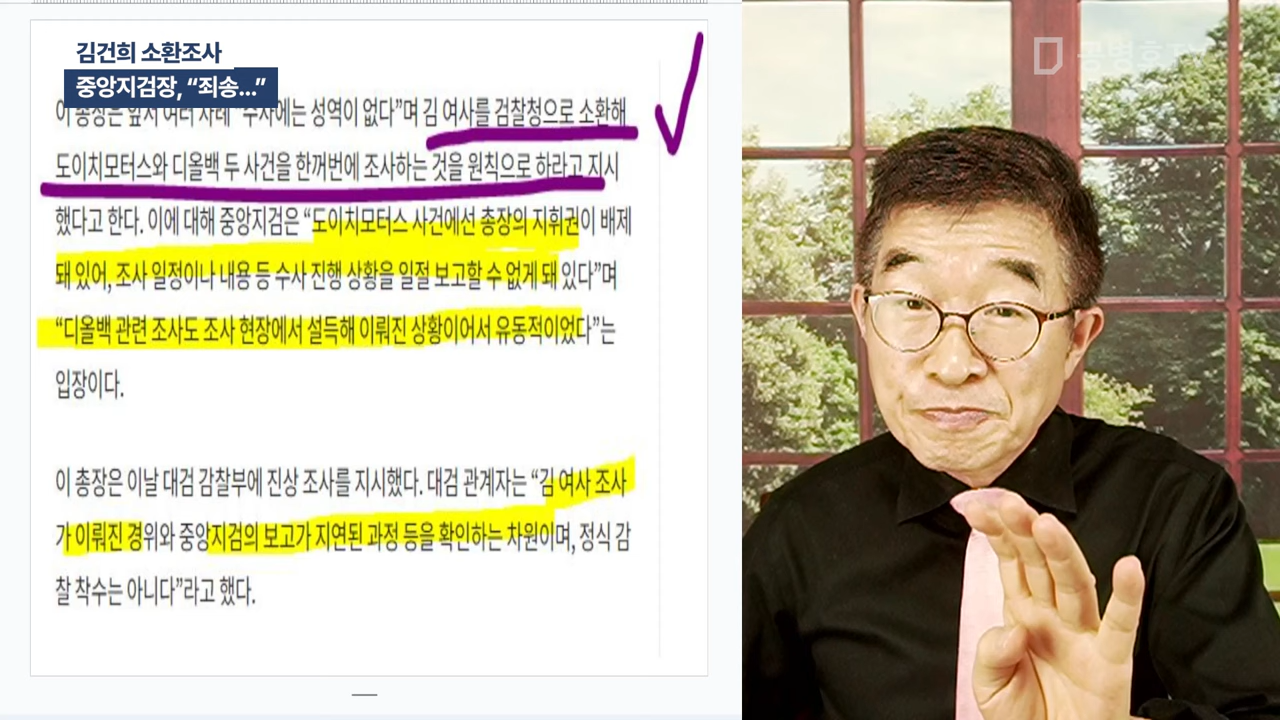 김건희 소환조사
중앙지검장, “죄송...”
이 총장은 앞서 여러 차례 “수사에는 성역이 없다”며 김 여사를 검찰청으로 소환해
도이치모터스와 디올백 두 사건을 한꺼번에 조사하는 것을 원칙으로 하라고 지시
했다고 한다. 이에 대해 중앙지검은 “도이치모터스 사건에선 총장의 지휘권이 배제
돼 있어, 조사 일정이나 내용 등 수사 진행 상황을 일절 보고할 수 없게 돼 있다”며
“디올백 관련 조사도 조사 현장에서 설득해 이뤄진 상황이어서 유동적이었다”는
입장이다.
이 총장은 이날 대검 감찰부에 진상 조사를 지시했다. 대검 관계자는 “김 여사 조사
가 이뤄진 경위와 중앙지검의 보고가 지연된 과정 등을 확인하는 차원이며, 정식 감
찰 착수는 아니다”라고 했다.
공병호TV